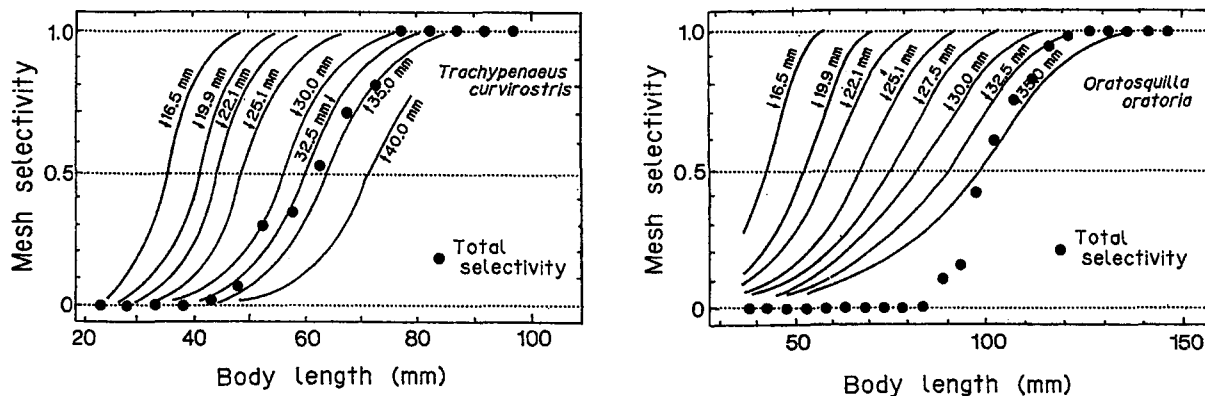 Mesh selectivity
1.0
0.5
0
20
40
60
80
100
Body length (mm)
16.5 mm
19.9 mm
22.1 mm
25.1 mm
30.0 mm
32.5 mm
35.0 mm
40.0 mm
Trachypenaeus
curvirostris
Total
selectivity
Mesh selectivity
1.0
0.5
0
50
100
150
Body length (mm)
16.5 mm
19.9 mm
22.1 mm
25.1 mm
27.5 mm
30.0 mm
32.5 mm
35.0 mm
Oratosquilla
oratoria
Total
selectivity